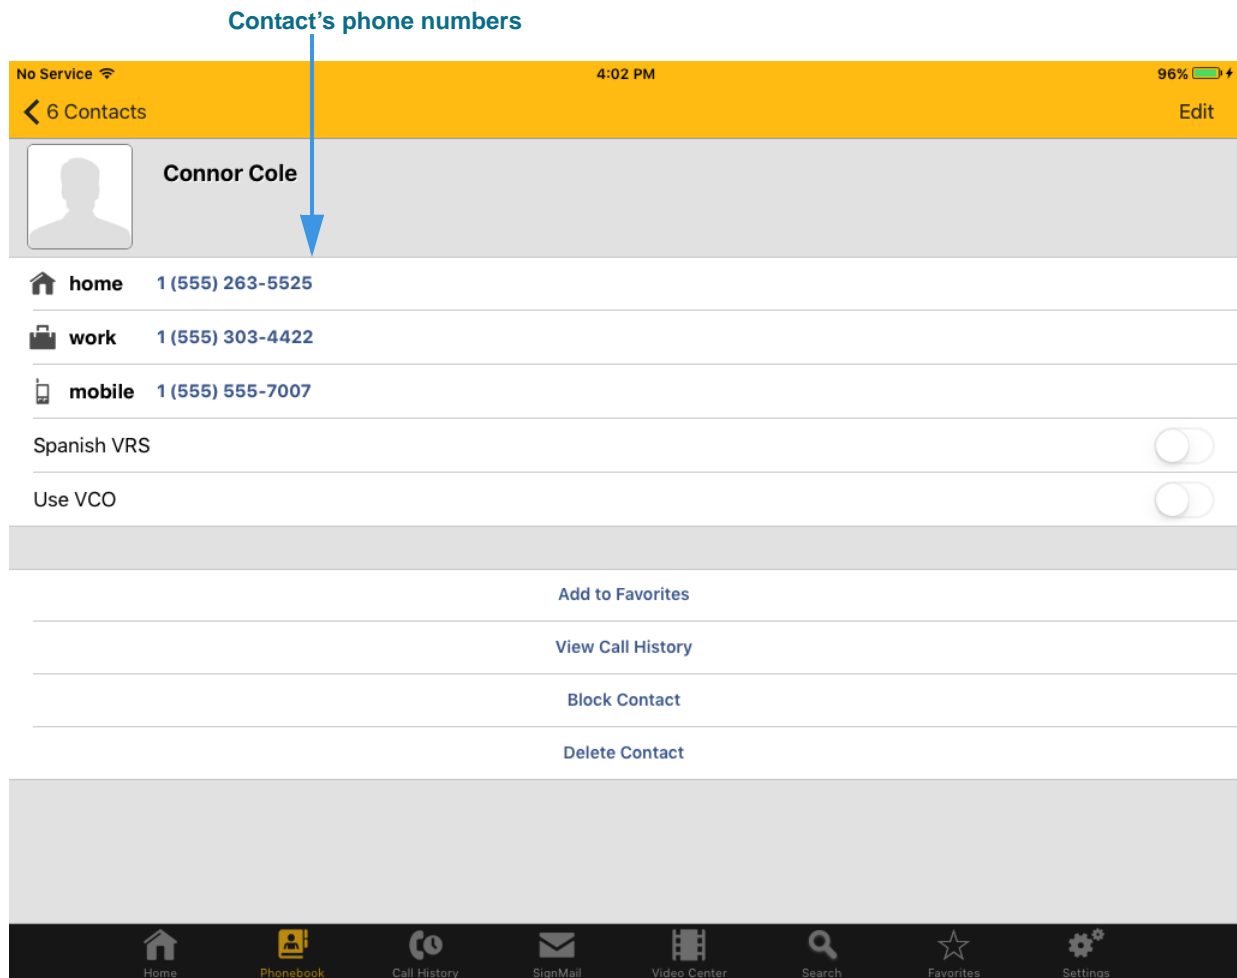 Contact's phone numbers
No Service 4:02 PM 96%
6 Contacts Edit
Connor Cole
home 1 (555) 263-5525
work 1 (555) 303-4422
mobile 1 (555) 555-7007
Spanish VRS
Use VCO
Add to Favorites
View Call History
Block Contact
Delete Contact
Home Phonebook Call History SignMail Video Center Search Favorites Settings